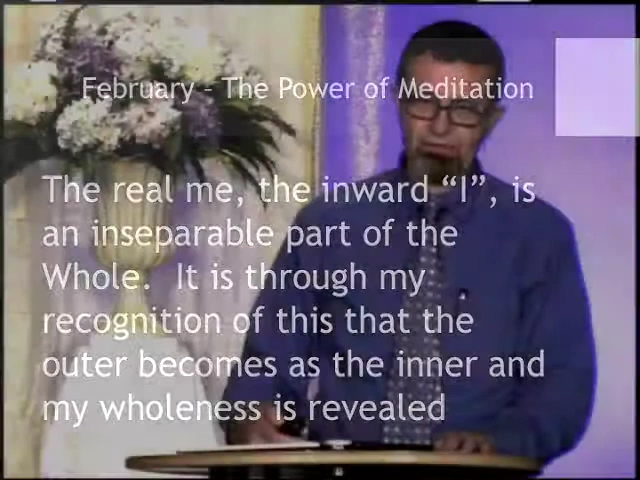 February – The Power of Meditation
The real me, the inward “I”, is
an inseparable part of the
Whole.  It is through my
recognition of this that the
outer becomes as the inner and
my wholeness is revealed